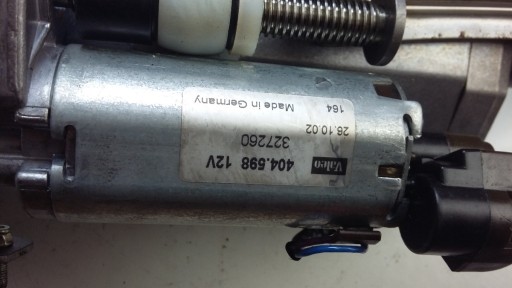 Valeo
404.598 12V
327260
28.10.02
164
Made in Germany